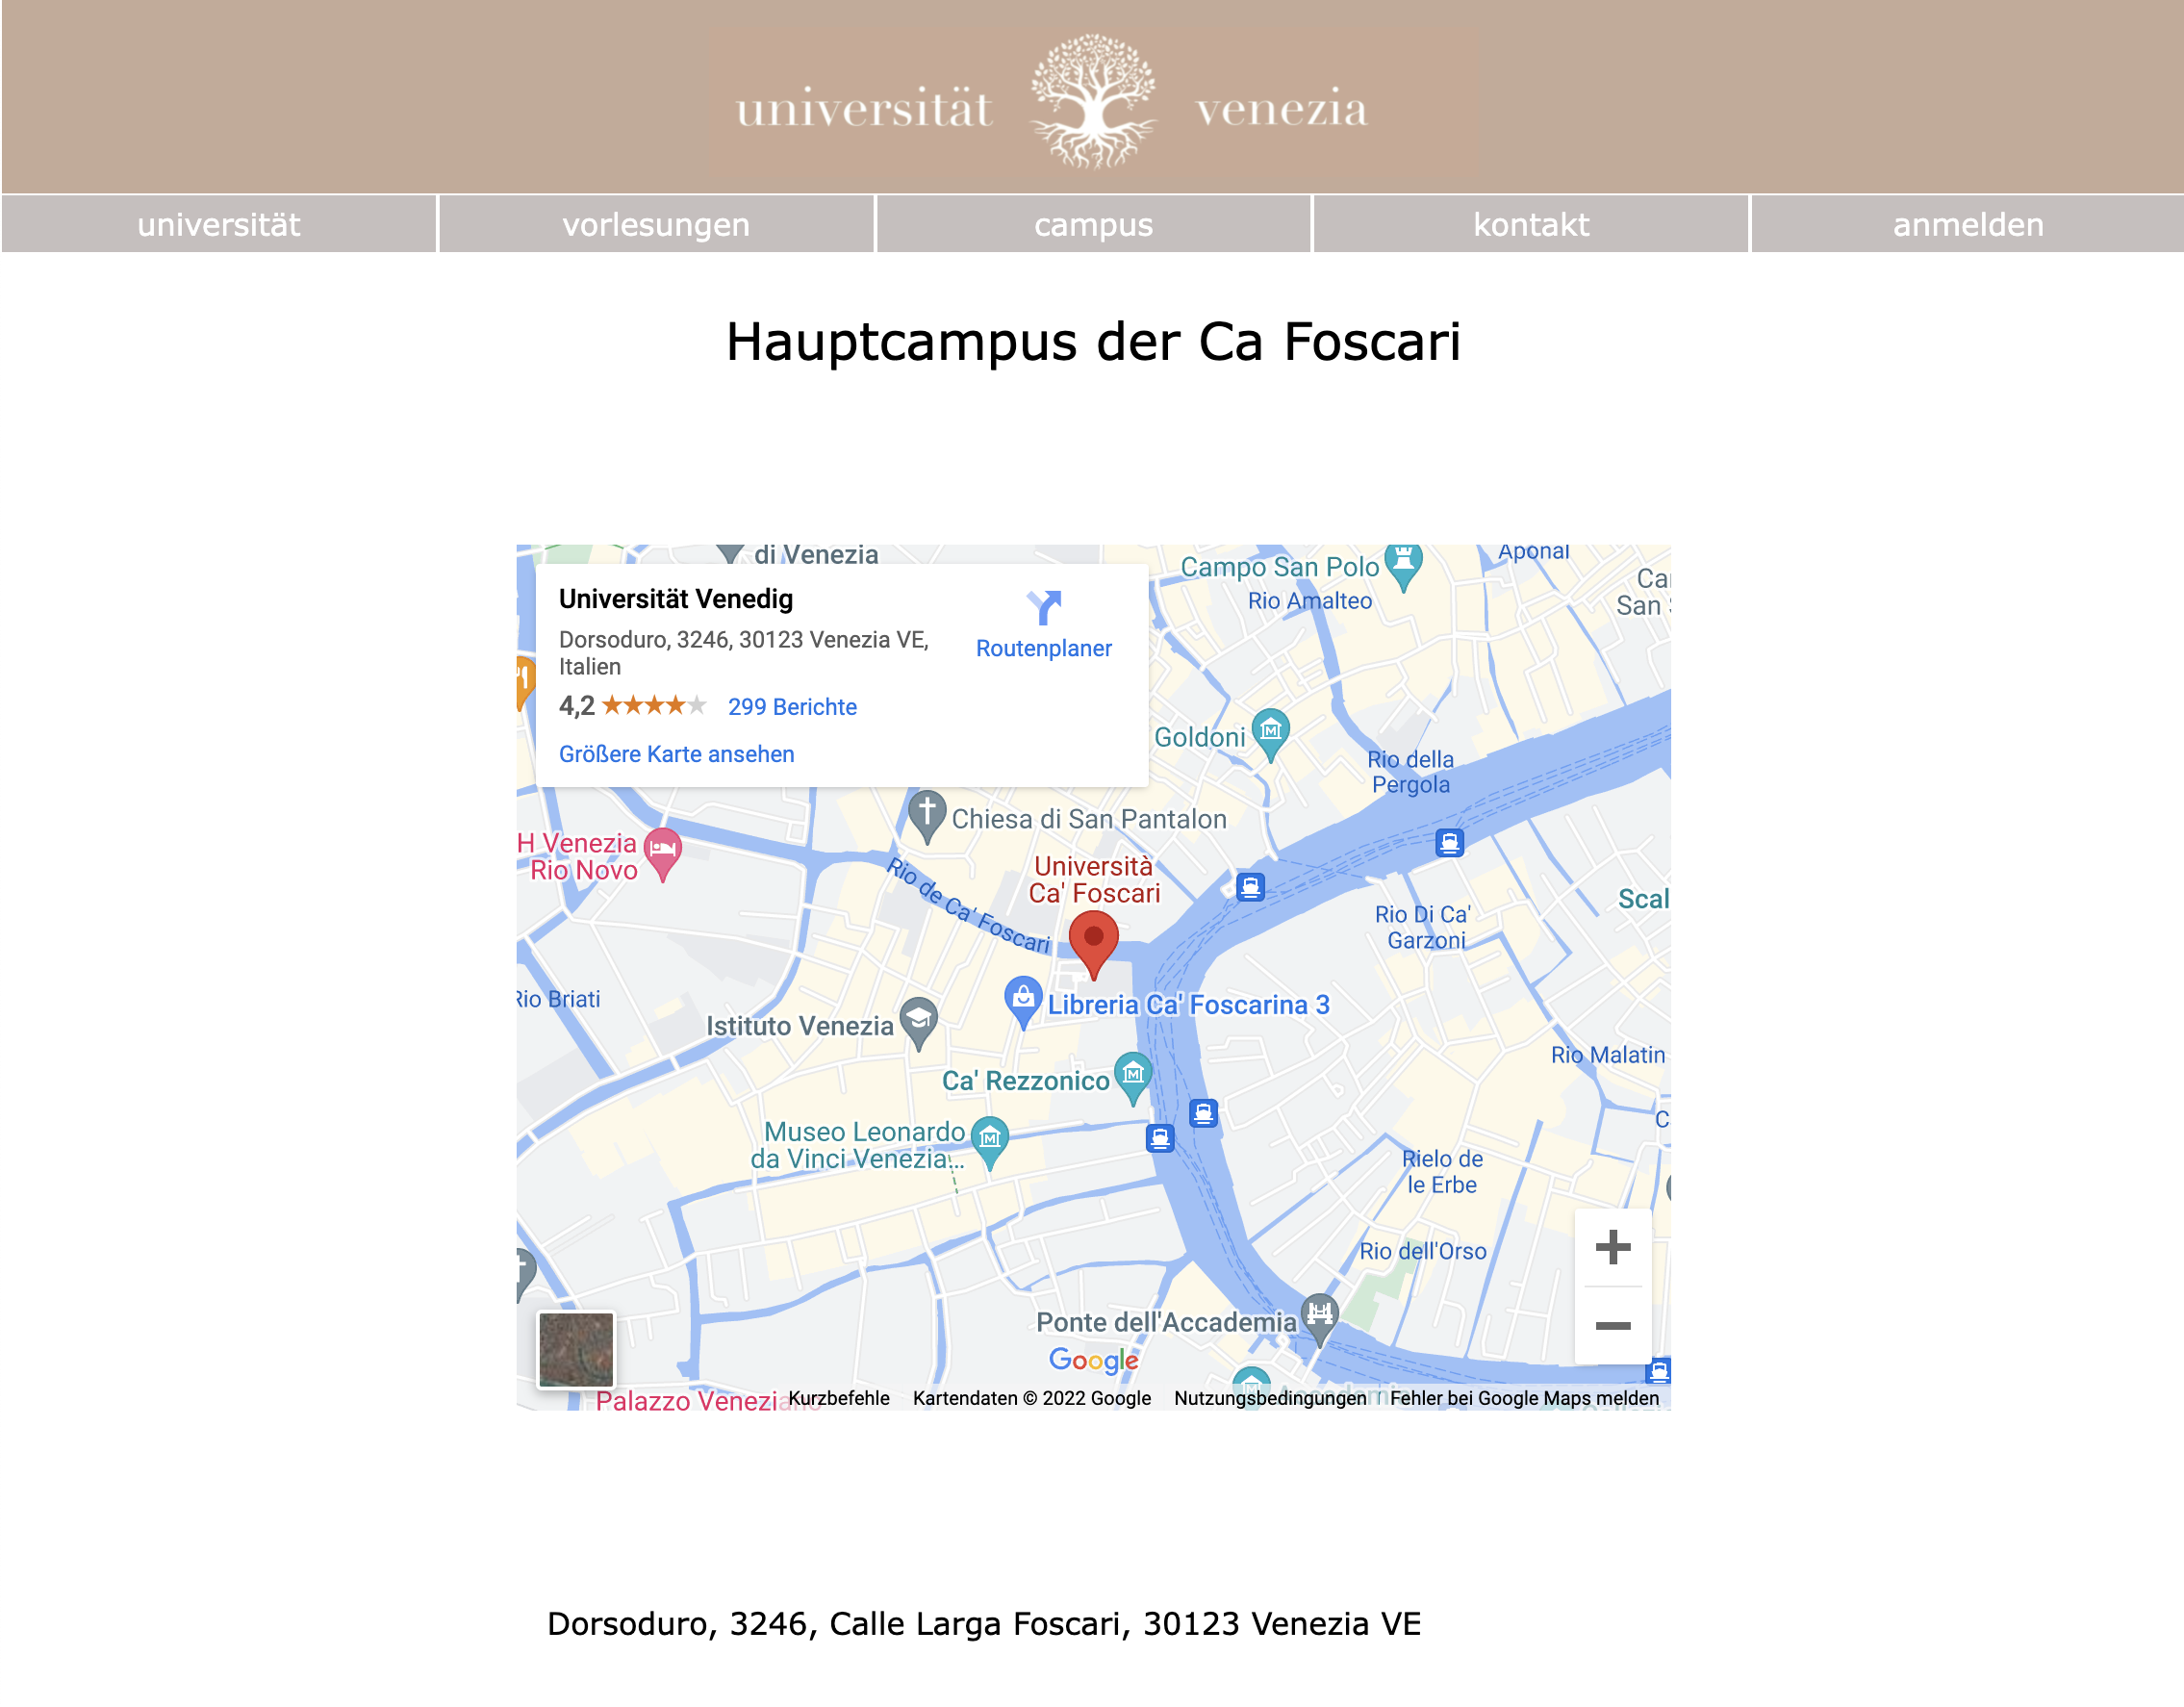 universität venezia
universität vorlesungen campus kontakt anmelden
Hauptcampus der Ca Foscari
di Venezia
Universität Venedig
Dorsoduro, 3246, 30123 Venezia VE,
Italien
4,2 299 Berichte
Größere Karte ansehen
Routenplaner
Campo San Polo
Rio Amalteo
Aponal
San
Goldoni
Rio della
Pergola
Chiesa di San Pantalon
H Venezia
Rio Novo
Rio de Ca' Foscari
Università
Ca' Foscari
Scal
Rio Di Ca'
Garzoni
Rio Briati
Libreria Ca' Foscarina 3
Istituto Venezia
Rio Malatin
Ca' Rezzonico
Museo Leonardo
da Vinci Venezia...
Rielo de
le Erbe
Rio dell'Orso
Ponte dell'Accademia
Google
Palazzo Veneziano
Accademia
Kurzbefehle Kartendaten © 2022 Google Nutzungsbedingungen Fehler bei Google Maps melden
Dorsoduro, 3246, Calle Larga Foscari, 30123 Venezia VE